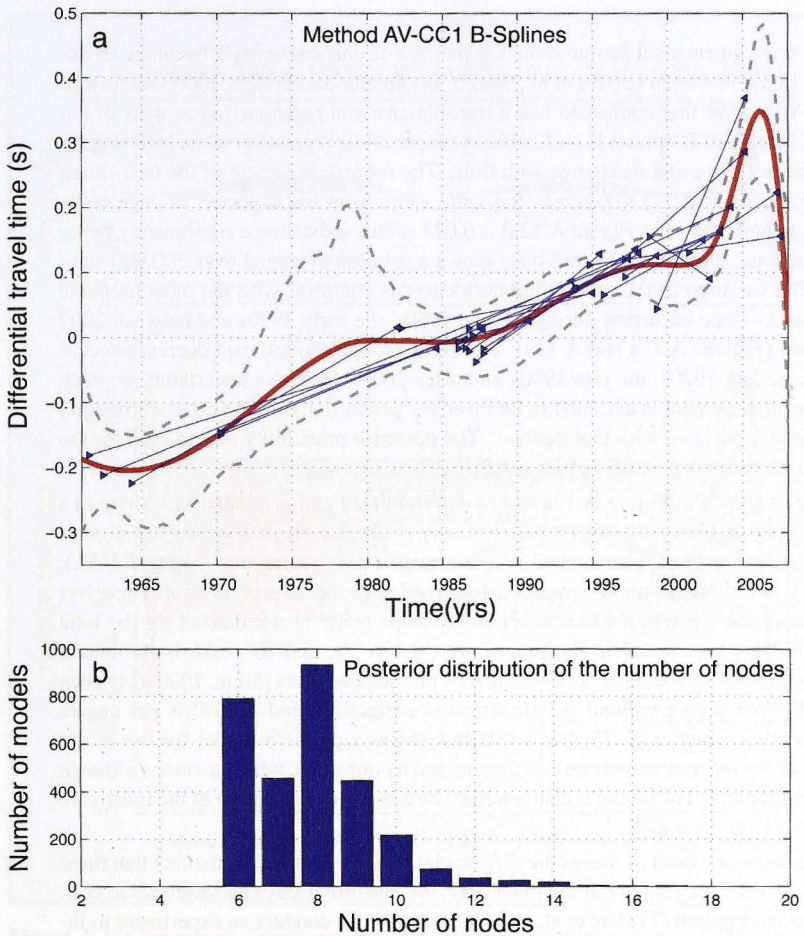 a
Method AV-CC1 B-Splines
0.5
0.4
0.3
0.2
0.1
0
−0.1
−0.2
−0.3
Differential travel time (s)
1965 1970 1975 1980 1985 1990 1995 2000 2005
Time(yrs)
b
Posterior distribution of the number of nodes
1000
800
600
400
200
0
Number of models
2 4 6 8 10 12 14 16 18 20
Number of nodes